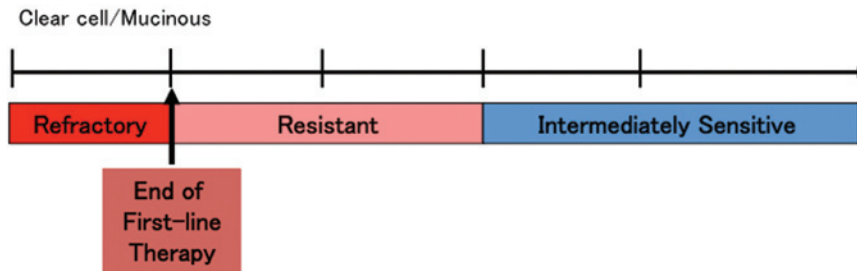 Clear cell/Mucinous
Refractory
Resistant
Intermediately Sensitive
End of
First-line
Therapy